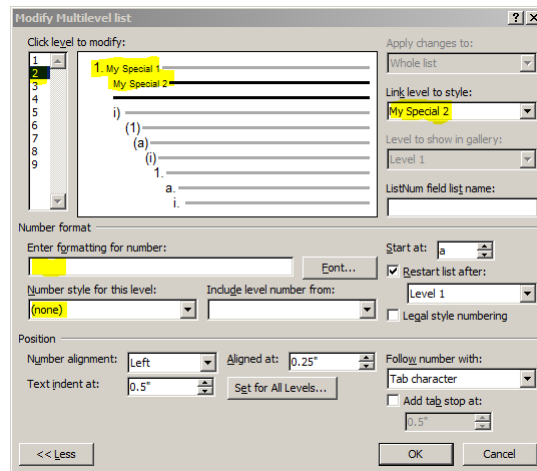 Modify Multilevel list
Click level to modify:
1
2
3
4
5
6
7
8
9
1. My Special 1
My Special 2
i)
(1)
(a)
(i)
1.
a.
i.
Apply changes to:
Whole list
Link level to style:
My Special 2
Level to show in gallery:
Level 1
ListNum field list name:
Number format
Enter formatting for number:
Font...
Number style for this level:
Include level number from:
(none)
Start at: a
Restart list after:
Level 1
Legal style numbering
Position
Number alignment: Left
Aligned at: 0.25"
Text indent at: 0.5"
Set for All Levels...
Follow number with:
Tab character
Add tab stop at:
0.5"
<< Less
OK
Cancel